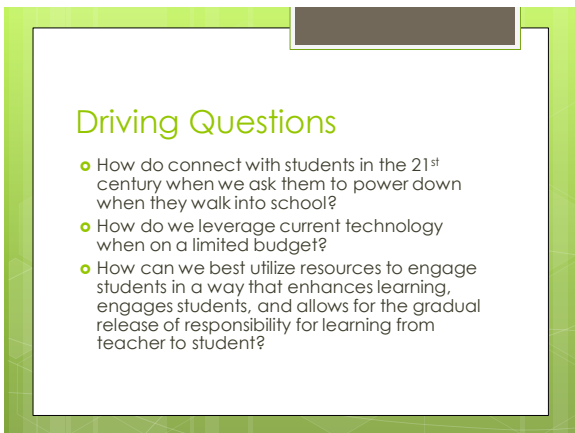 Driving Questions
How do connect with students in the 21st
century when we ask them to power down
when they walk into school?
How do we leverage current technology
when on a limited budget?
How can we best utilize resources to engage
students in a way that enhances learning,
engages students, and allows for the gradual
release of responsibility for learning from
teacher to student?